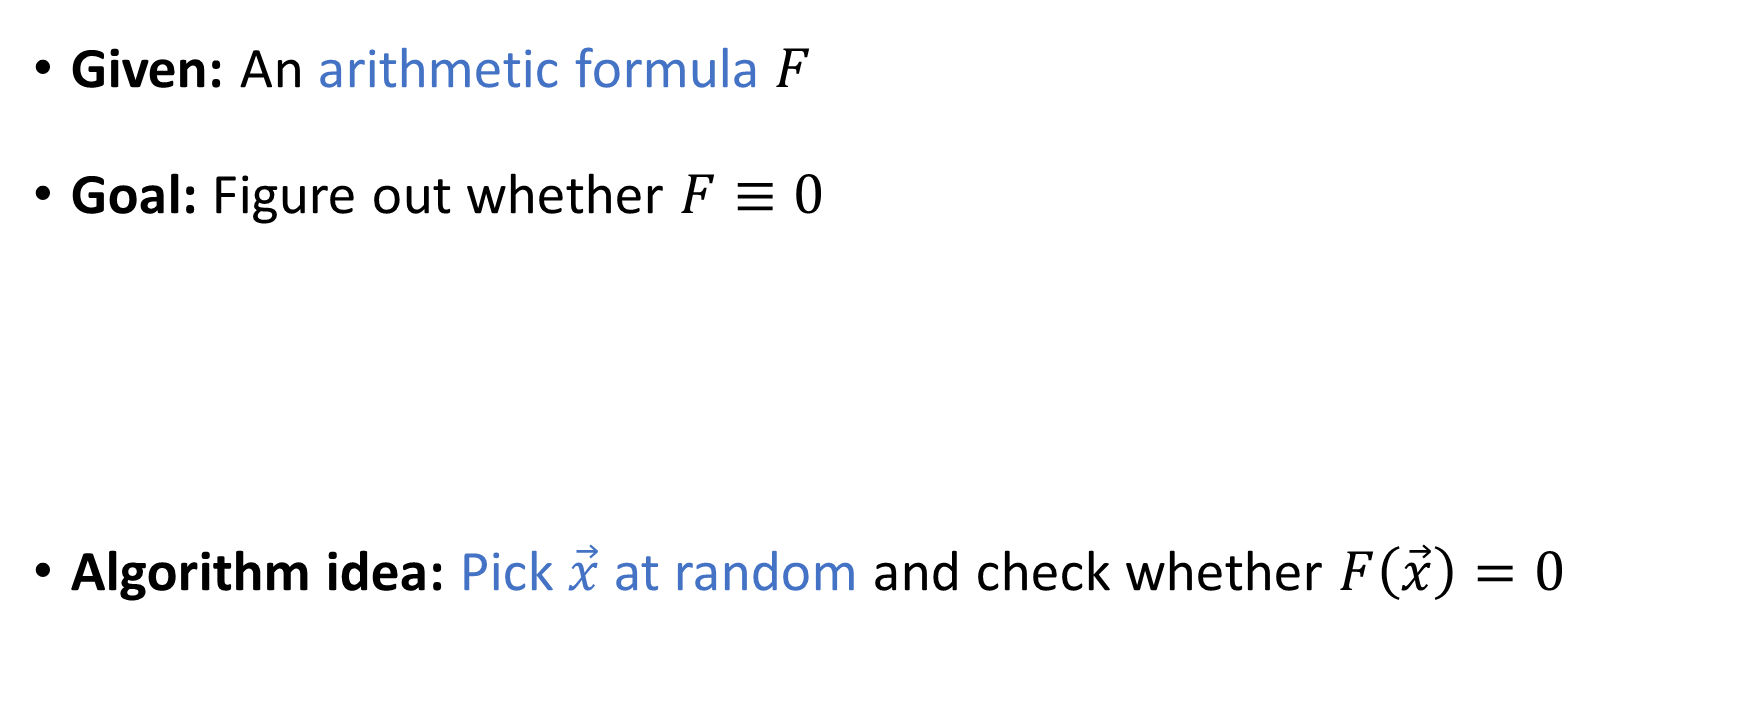 • Given: An arithmetic formula F
• Goal: Figure out whether F ≡ 0
• Algorithm idea: Pick x⃗ at random and check whether F(x⃗) = 0